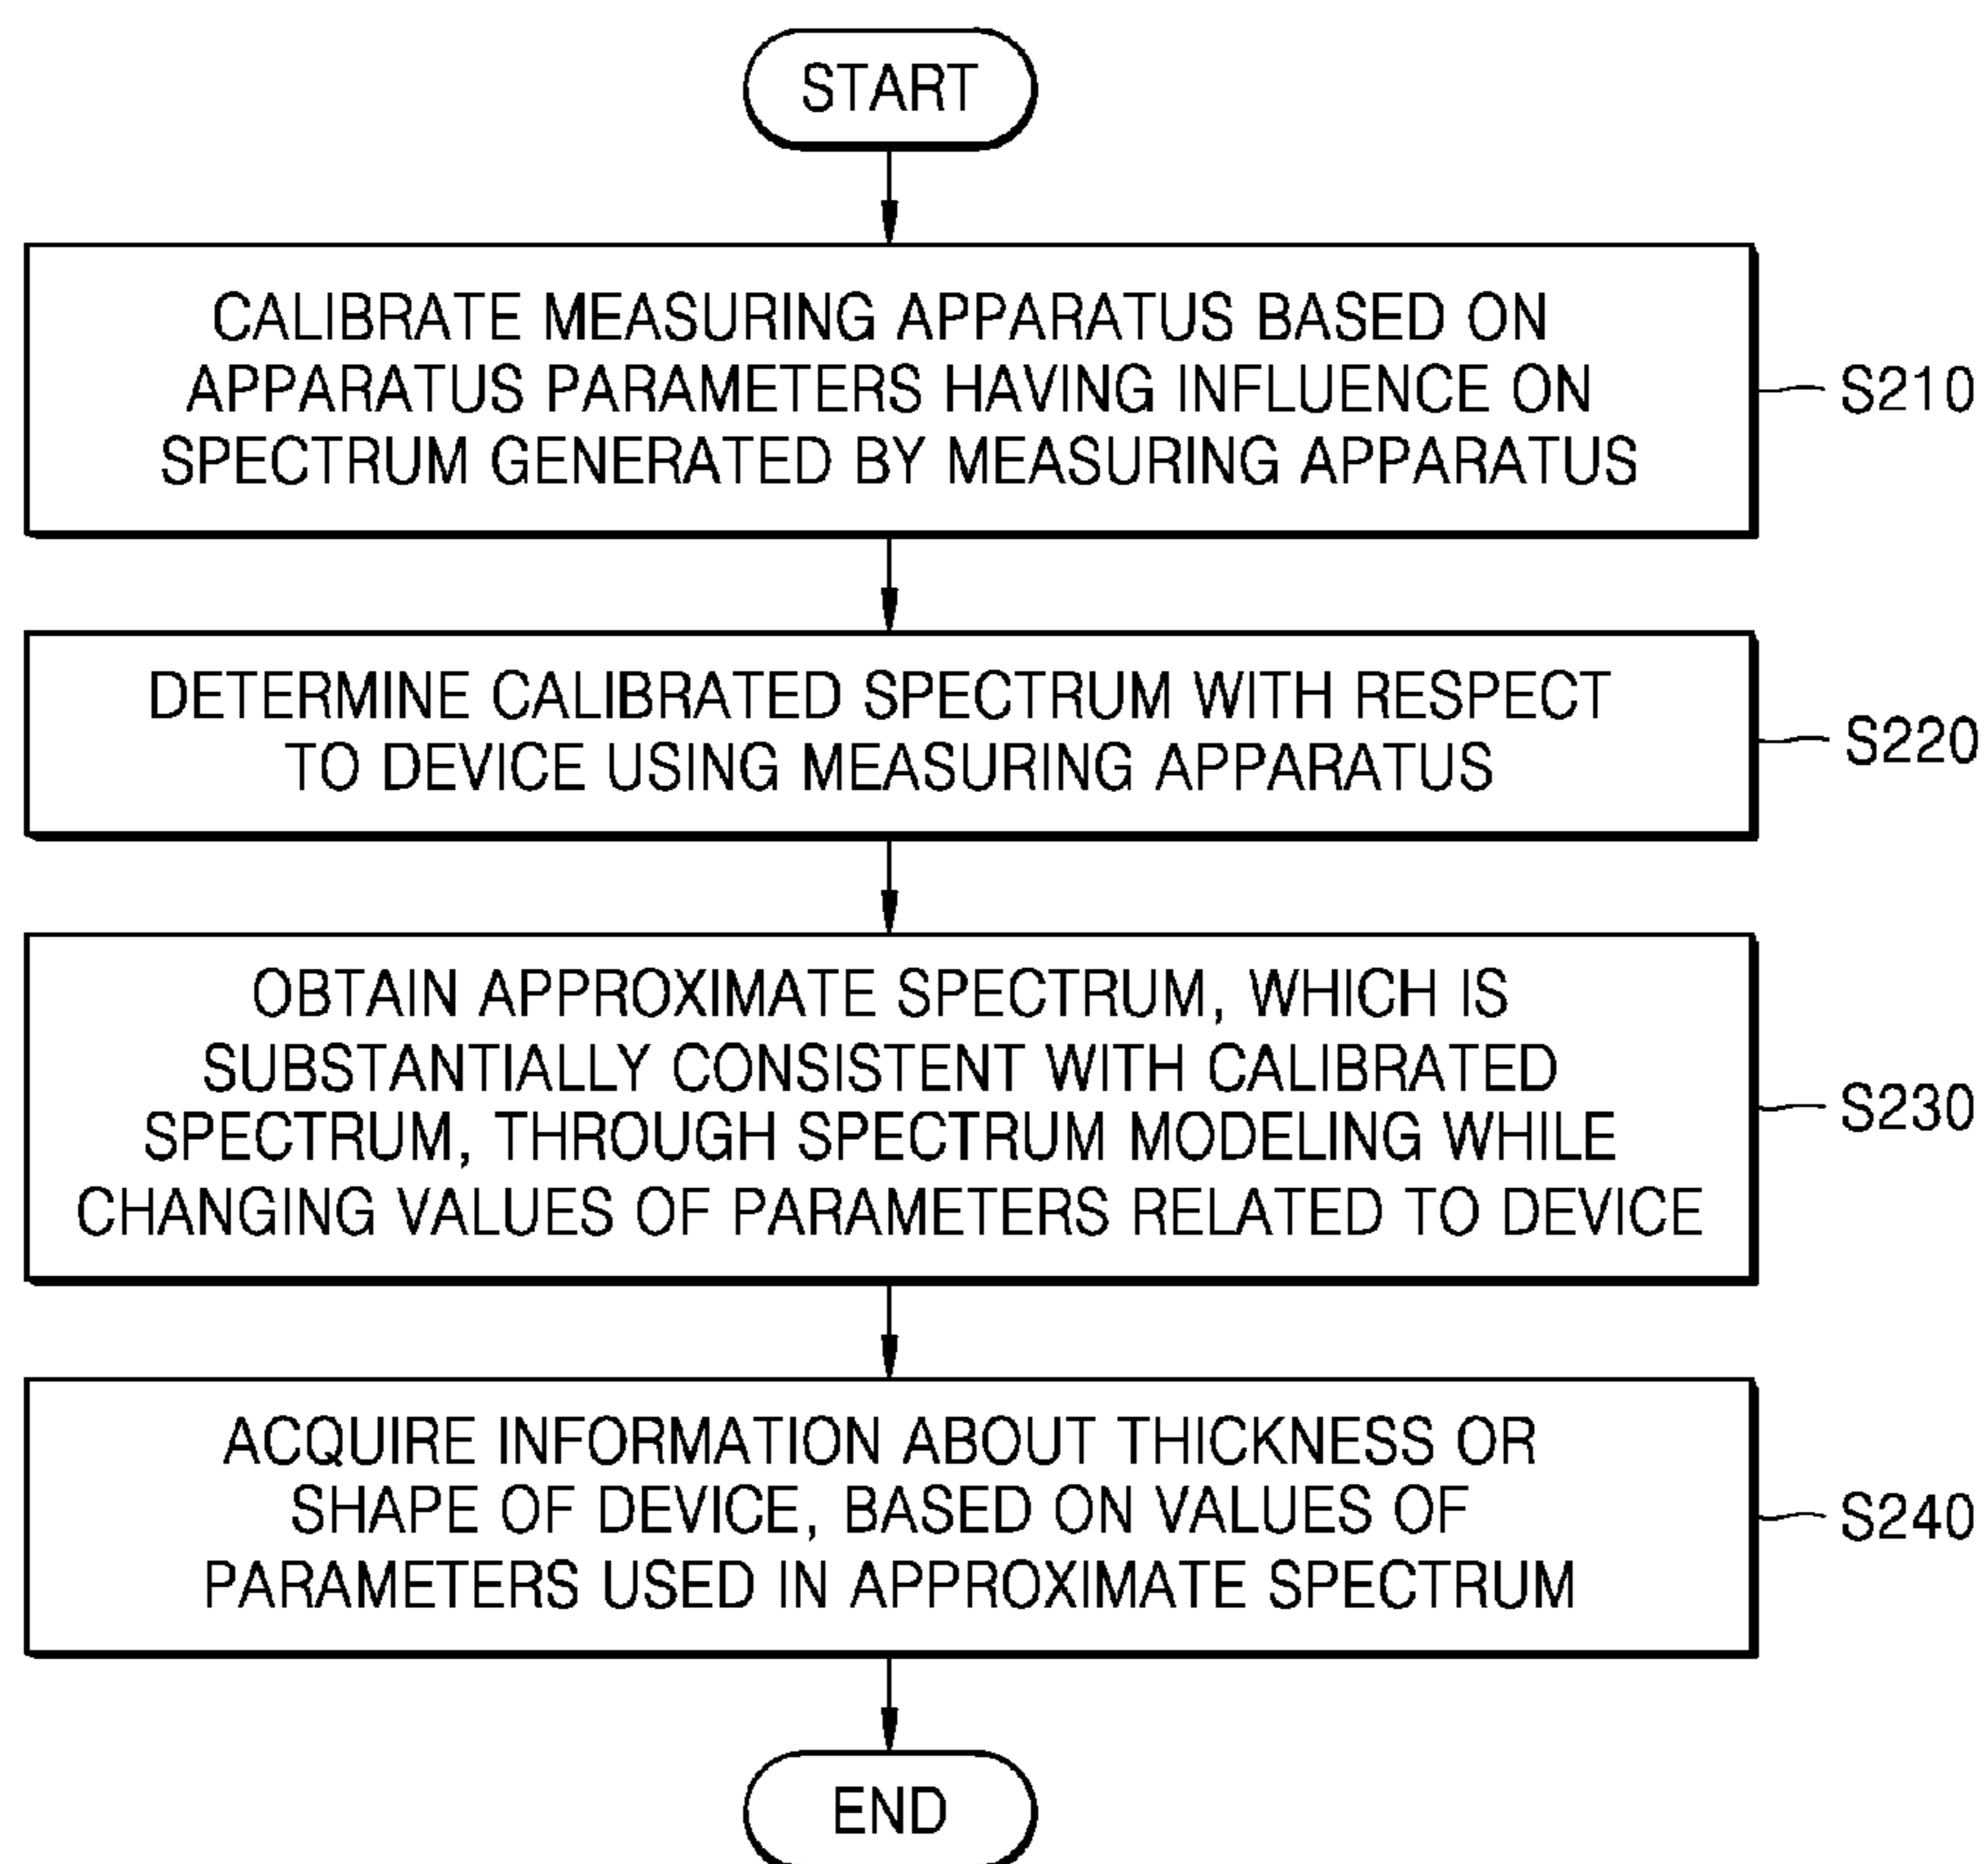 START
CALIBRATE MEASURING APPARATUS BASED ON
APPARATUS PARAMETERS HAVING INFLUENCE ON
SPECTRUM GENERATED BY MEASURING APPARATUS
S210
DETERMINE CALIBRATED SPECTRUM WITH RESPECT
TO DEVICE USING MEASURING APPARATUS
S220
OBTAIN APPROXIMATE SPECTRUM, WHICH IS
SUBSTANTIALLY CONSISTENT WITH CALIBRATED
SPECTRUM, THROUGH SPECTRUM MODELING WHILE
CHANGING VALUES OF PARAMETERS RELATED TO DEVICE
S230
ACQUIRE INFORMATION ABOUT THICKNESS OR
SHAPE OF DEVICE, BASED ON VALUES OF
PARAMETERS USED IN APPROXIMATE SPECTRUM
S240
END